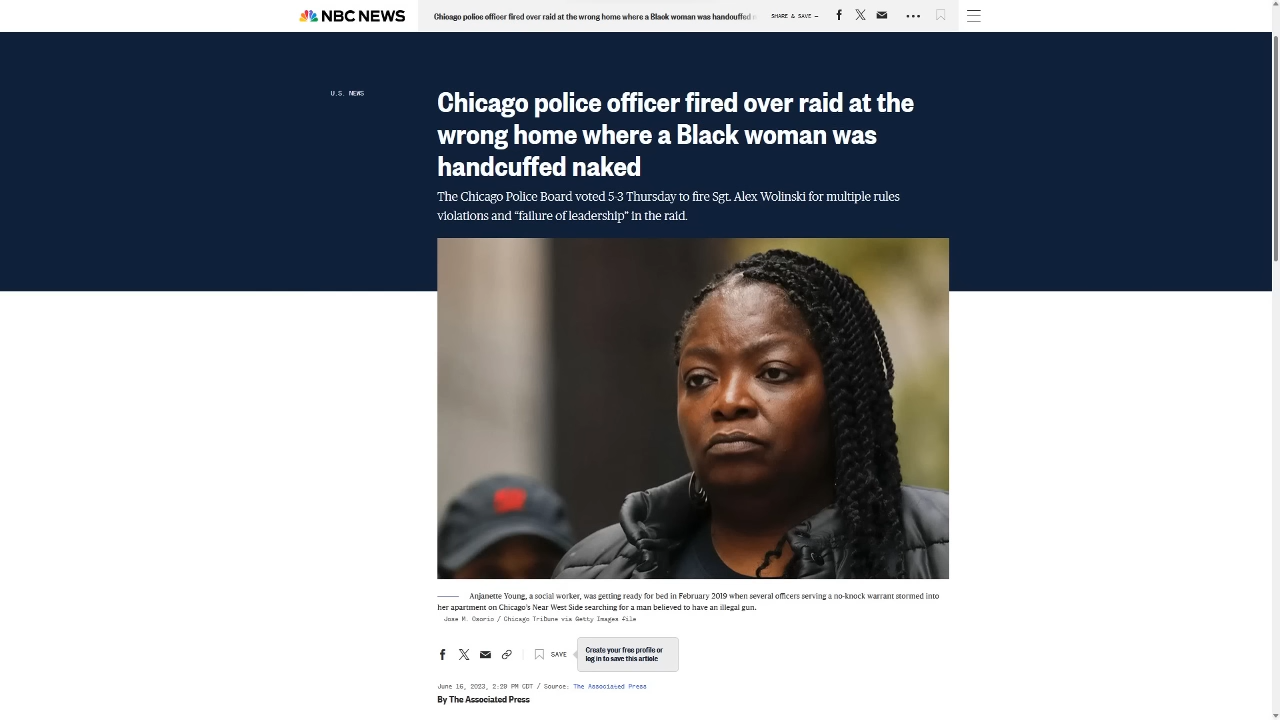 NBC NEWS
Chicago police officer fired over raid at the wrong home where a Black woman was handcuffed
SHARE & SAVE —
U.S. NEWS
Chicago police officer fired over raid at the
wrong home where a Black woman was
handcuffed naked
The Chicago Police Board voted 5-3 Thursday to fire Sgt. Alex Wolinski for multiple rules
violations and “failure of leadership” in the raid.
Anjanette Young, a social worker, was getting ready for bed in February 2019 when several officers serving a no-knock warrant stormed into
her apartment on Chicago's Near West Side searching for a man believed to have an illegal gun.
Jose M. Osorio / Chicago Tribune via Getty Images file
SAVE
Create your free profile or
log in to save this article
June 16, 2023, 2:29 PM CDT / Source: The Associated Press
By The Associated Press